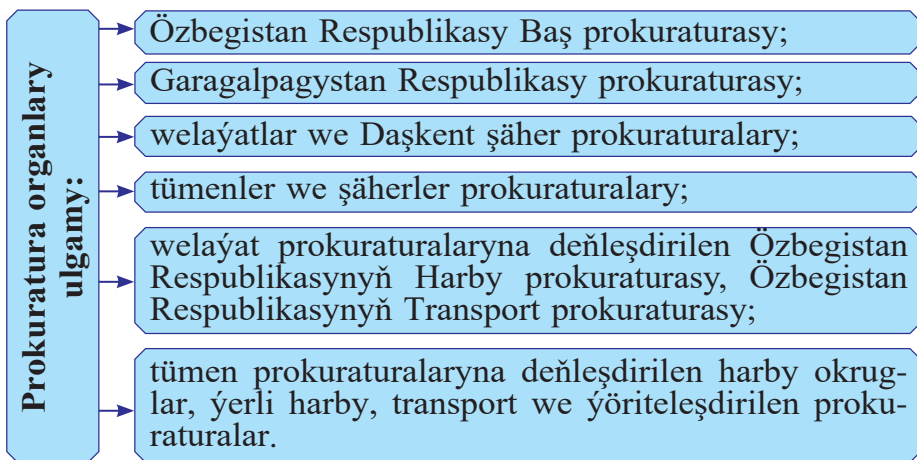 Prokuratura organlary
ulgamy:
Özbegistan Respublikasy Baş prokuraturasy;
Garagalpagystan Respublikasy prokuraturasy;
welaýatlar we Daşkent şäher prokuraturalary;
tümenler we şäherler prokuraturalary;
welaýat prokuraturalaryna deňleşdirilen Özbegistan
Respublikasynyň Harby prokuraturasy, Özbegistan
Respublikasynyň Transport prokuraturasy;
tümen prokuraturalaryna deňleşdirilen harby okrug-
lar, ýerli harby, transport we ýöriteleşdirilen proku-
raturalar.